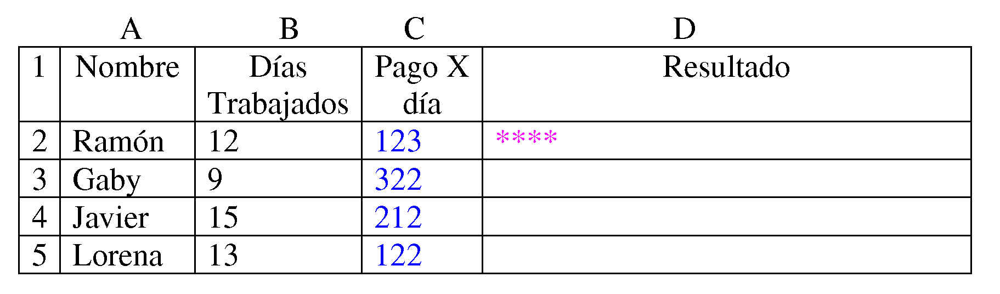 A B C D
1 Nombre Días Trabajados Pago X día Resultado
2 Ramón 12 123 ****
3 Gaby 9 322
4 Javier 15 212
5 Lorena 13 122